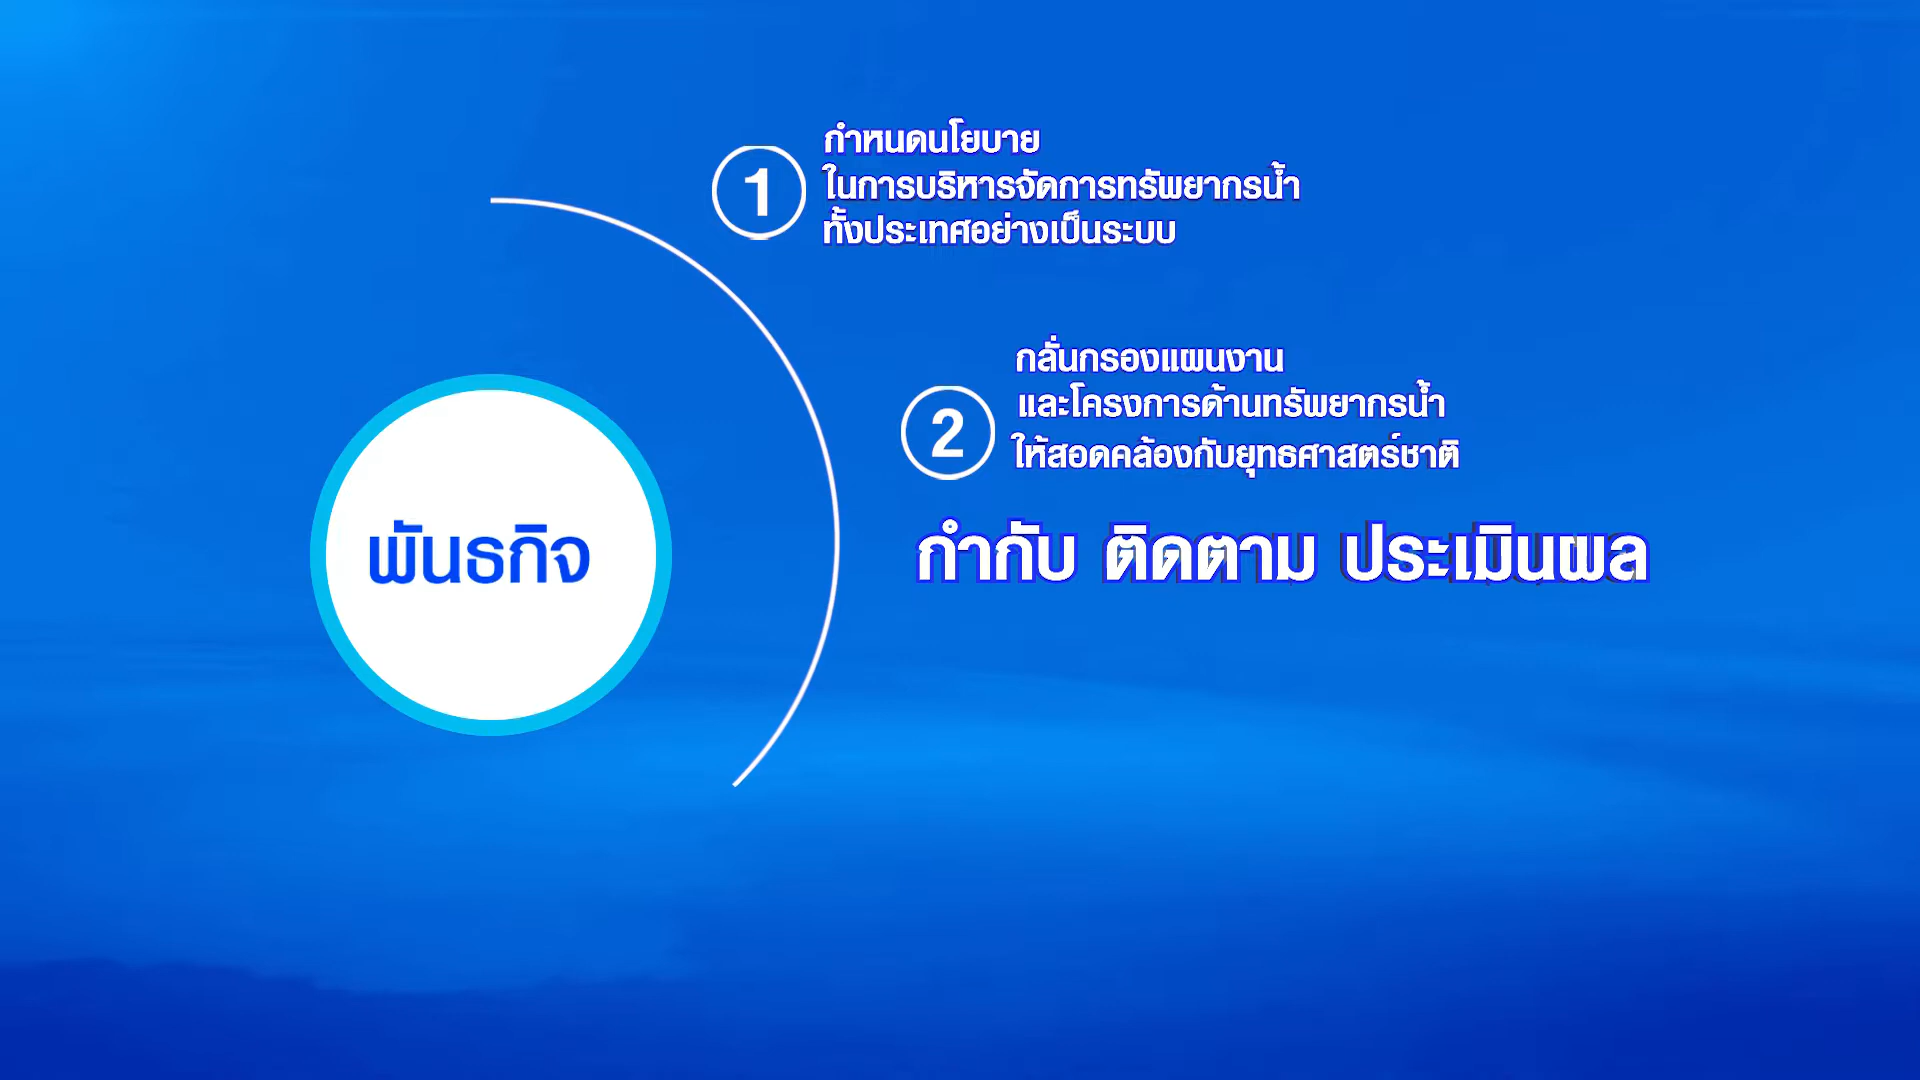 1
กำหนดนโยบาย
ในการบริหารจัดการทรัพยากรน้ำ
ทั้งประเทศอย่างเป็นระบบ
2
กลั่นกรองแผนงาน
และโครงการด้านทรัพยากรน้ำ
ให้สอดคล้องกับยุทธศาสตร์ชาติ
พันธกิจ
กำกับ ติดตาม ประเมินผล